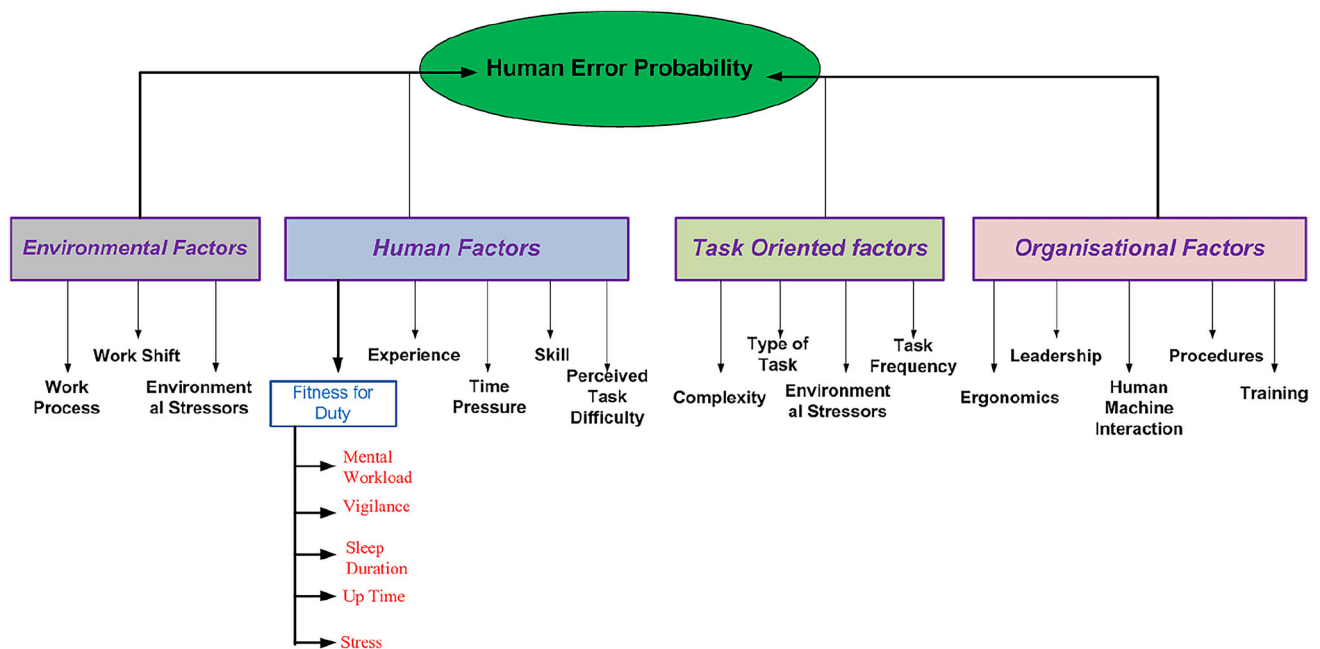 Human Error Probability
Environmental Factors
Human Factors
Task Oriented factors
Organisational Factors
Work
Process
Work Shift
Environment
al Stressors
Fitness for
Duty
Experience
Time
Pressure
Skill
Perceived
Task
Difficulty
Complexity
Type of
Task
Environment
al Stressors
Task
Frequency
Ergonomics
Leadership
Human
Machine
Interaction
Procedures
Training
Mental
Workload
Vigilance
Sleep
Duration
Up Time
Stress